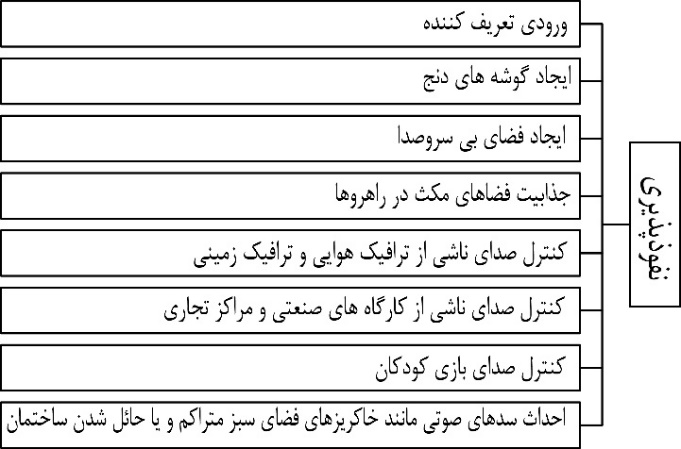 نفوذپذیری
ورودی تعریف کننده
ایجاد گوشه های دنج
ایجاد فضای بی سروصدا
جذابیت فضاهای مکث در راهروها
کنترل صدای ناشی از ترافیک هوایی و ترافیک زمینی
کنترل صدای ناشی از کارگاه های صنعتی و مراکز تجاری
کنترل صدای بازی کودکان
احداث سدهای صوتی مانند خاکریزهای فضای سبز متراکم و یا حائل شدن ساختمان